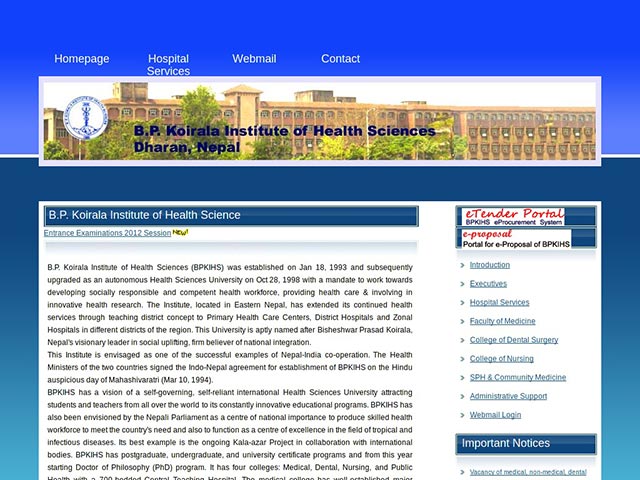 Homepage
Hospital
Services
Webmail
Contact
B.P. Koirala Institute of Health Sciences
Dharan, Nepal
B.P. Koirala Institute of Health Science
Entrance Examinations 2012 Session NEW!
B.P. Koirala Institute of Health Sciences (BPKIHS) was established on Jan 18, 1993 and subsequently
upgraded as an autonomous Health Sciences University on Oct 28, 1998 with a mandate to work towards
developing socially responsible and competent health workforce, providing health care & involving in
innovative health research. The Institute, located in Eastern Nepal, has extended its continued health
services through teaching district concept to Primary Health Care Centers, District Hospitals and Zonal
Hospitals in different districts of the region. This University is aptly named after Bisheshwar Prasad Koirala,
Nepal's visionary leader in social uplifting, firm believer of national integration.
This Institute is envisaged as one of the successful examples of Nepal-India co-operation. The Health
Ministers of the two countries signed the Indo-Nepal agreement for establishment of BPKIHS on the Hindu
auspicious day of Mahashivaratri (Mar 10, 1994).
BPKIHS has a vision of a self-governing, self-reliant international Health Sciences University attracting
students and teachers from all over the world to its constantly innovative educational programs. BPKIHS has
also been envisioned by the Nepali Parliament as a centre of national importance to produce skilled health
workforce to meet the country's need and also to function as a centre of excellence in the field of tropical and
infectious diseases. Its best example is the ongoing Kala-azar Project in collaboration with international
bodies. BPKIHS has postgraduate, undergraduate, and university certificate programs and from this year
starting Doctor of Philosophy (PhD) program. It has four colleges: Medical, Dental, Nursing, and Public
Health with a 700-bedded Central Teaching Hospital. The medical college has well-established major
eTender Portal
BPKIHS eProcurement System
e-proposal
Portal for e-Proposal of BPKIHS
Introduction
Executives
Hospital Services
Faculty of Medicine
College of Dental Surgery
College of Nursing
SPH & Community Medicine
Administrative Support
Webmail Login
Important Notices
Vacancy of medical, non-medical, dental